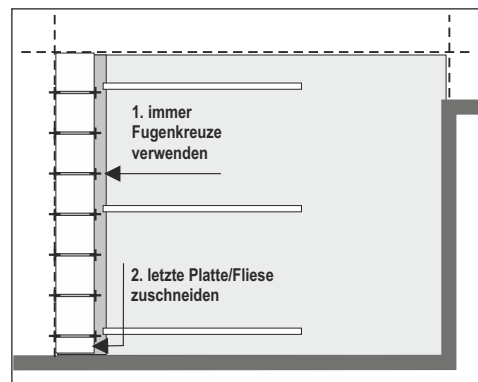 1. immer
Fugenkreuze
verwenden
2. letzte Platte/Fliese
zuschneiden